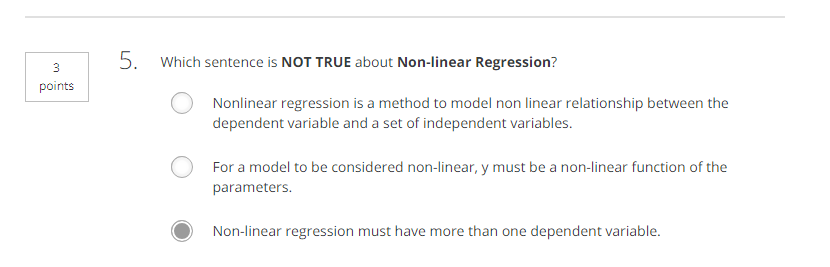 3
points
5.
Which sentence is NOT TRUE about Non-linear Regression?
Nonlinear regression is a method to model non linear relationship between the
dependent variable and a set of independent variables.
For a model to be considered non-linear, y must be a non-linear function of the
parameters.
Non-linear regression must have more than one dependent variable.